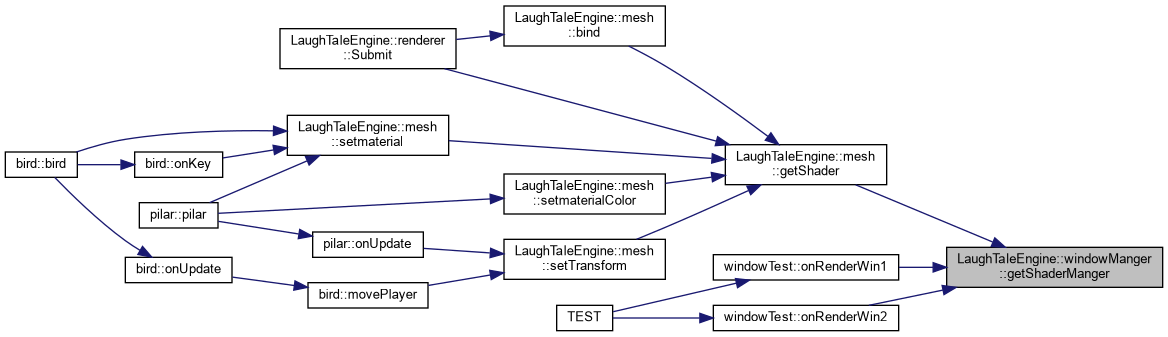 LaughTaleEngine::mesh
::bind
LaughTaleEngine::renderer
::Submit
LaughTaleEngine::mesh
::setmaterial
bird::bird
bird::onKey
LaughTaleEngine::mesh
::getShader
LaughTaleEngine::mesh
::setmaterialColor
pilar::pilar
pilar::onUpdate
LaughTaleEngine::mesh
::setTransform
bird::onUpdate
bird::movePlayer
LaughTaleEngine::windowManger
::getShaderManger
windowTest::onRenderWin1
TEST
windowTest::onRenderWin2